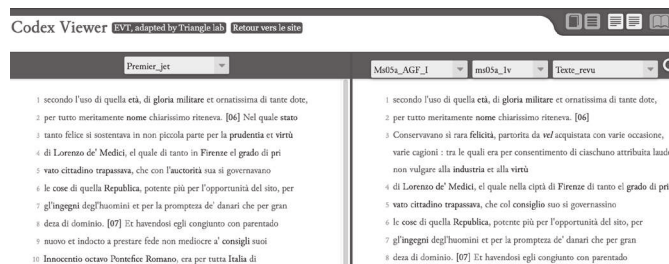 Codex Viewer EVT, adapted by Triangle lab Retour vers le site
Premier_jet
1 secondo l'uso di quella età, di gloria militare et ornatissima di tante dote,
2 per tutto meritamente nome chiarissimo riteneva. [06] Nel quale stato
3 tanto felice si sostentava in non piccola parte per la prudentia et virtù
4 di Lorenzo de' Medici, el quale di tanto in Firenze el grado di pri
5 vato cittadino trapassava, che con l'auctorità sua si governavano
6 le cose di quella Republica, potente più per l'opportunità del sito, per
7 gl'ingegni degl'huomini et per la prompteza de' danari che per gran
8 deza di dominio. [07] Et havendosi egli congiunto con parentado
9 nuovo et indocto a prestare fede non mediocre a' consigli suoi
10 Innocentio octavo Pontefice Romano, era per tutta Italia di
Ms05a_AGF_I ms05a_1v Texte_revu
1 secondo l'uso di quella età, di gloria militare et ornatissima di tante dote,
2 per tutto meritamente nome chiarissimo riteneva. [06]
3 Conservavano sì rara felicità, partorita da vel acquistata con varie occasione,
varie cagioni : tra le quali era per consentimento di ciaschuno attribuita laude
non vulgare alla industria et alla virtù
4 di Lorenzo de' Medici, el quale nella ciptà di Firenze di tanto el grado di pri
5 vato cittadino trapassava, che col consiglio suo si governassino
6 le cose di quella Republica, potente più per l'opportunità del sito, per
7 gl'ingegni degl'huomini et per la prompteza de' danari che per gran
8 deza di dominio. [07] Et havendosi egli congiunto con parentado